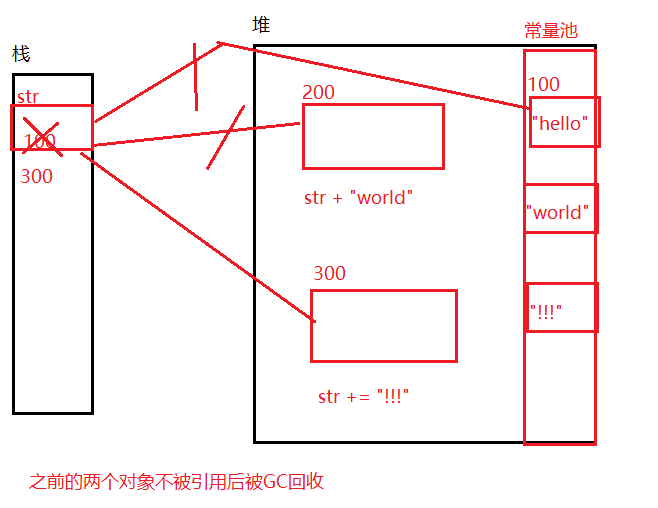 栈
堆
常量池
str
100
300
200
str + "world"
300
str += "!!!"
100
"hello"
"world"
"!!!"
之前的两个对象不被引用后被GC回收